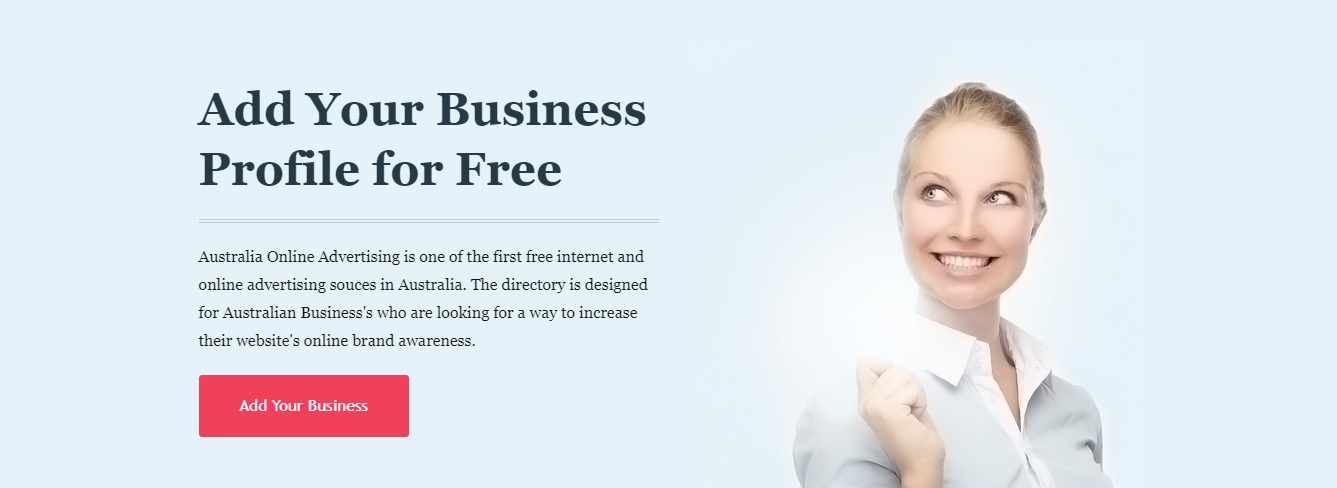 Add Your Business
Profile for Free
Australia Online Advertising is one of the first free internet and
online advertising souces in Australia. The directory is designed
for Australian Business's who are looking for a way to increase
their website's online brand awareness.
Add Your Business